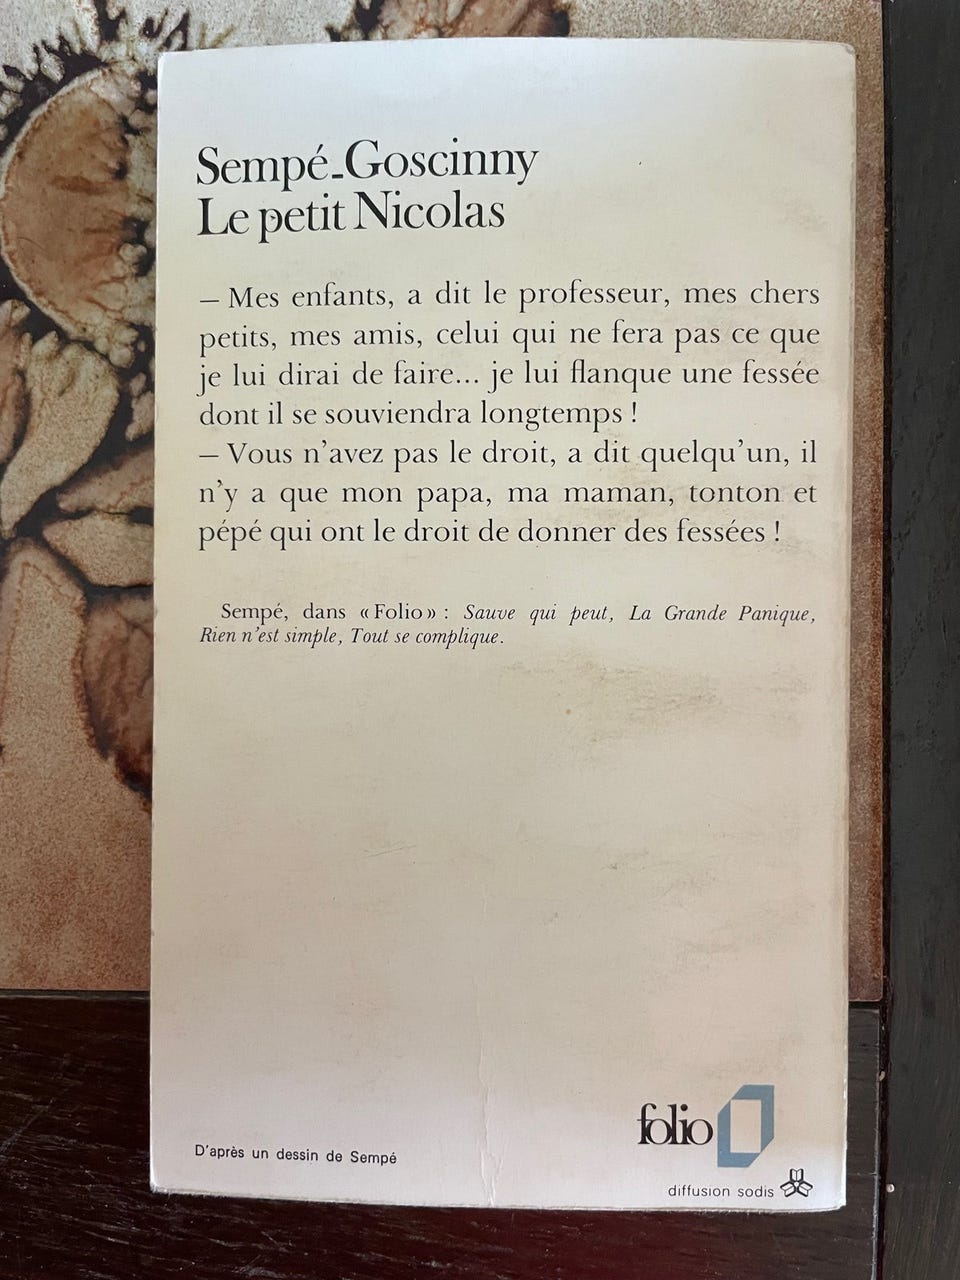 Sempé-Goscinny
Le petit Nicolas
– Mes enfants, a dit le professeur, mes chers
petits, mes amis, celui qui ne fera pas ce que
je lui dirai de faire... je lui flanque une fessée
dont il se souviendra longtemps !
– Vous n'avez pas le droit, a dit quelqu'un, il
n'y a que mon papa, ma maman, tonton et
pépé qui ont le droit de donner des fessées !
Sempé, dans « Folio » : Sauve qui peut, La Grande Panique,
Rien n'est simple, Tout se complique.
folio
D'après un dessin de Sempé
diffusion sodis